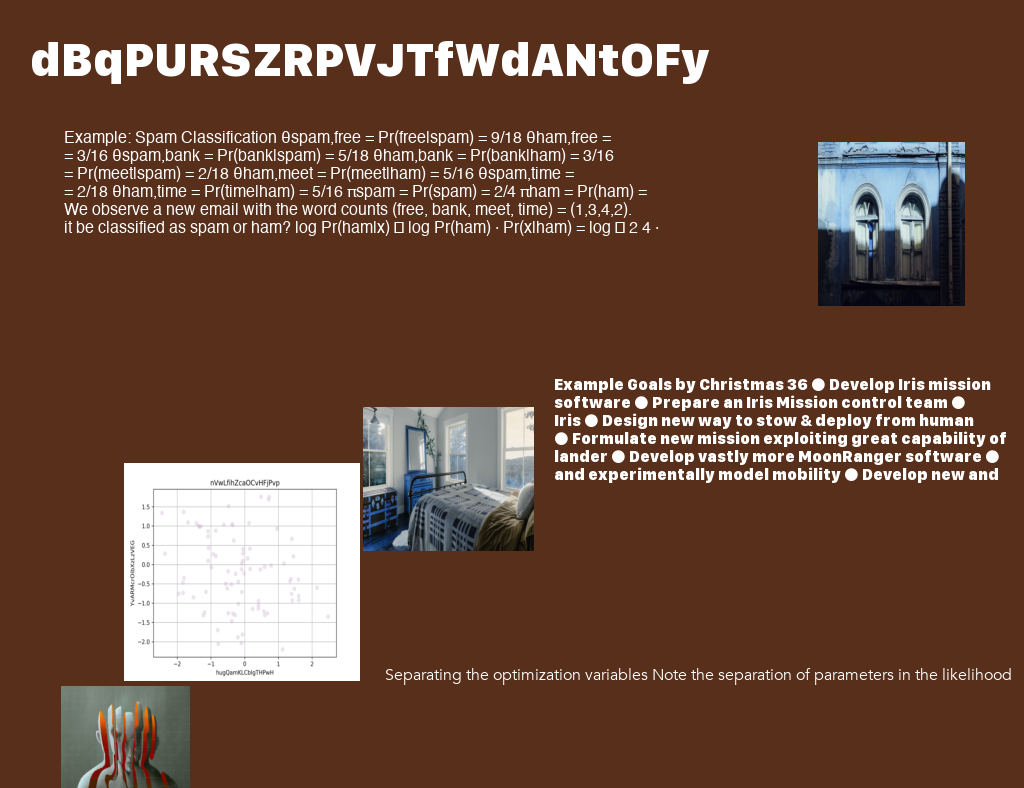 dBqPURSZRPVJTfWdANtOFy
Example: Spam Classification θspam,free = Pr(free|spam) = 9/18 θham,free =
= 3/16 θspam,bank = Pr(bank|spam) = 5/18 θham,bank = Pr(bank|ham) = 3/16
= Pr(meet|spam) = 2/18 θham,meet = Pr(meet|ham) = 5/16 θspam,time =
= 2/18 θham,time = Pr(time|ham) = 5/16 πspam = Pr(spam) = 2/4 πham = Pr(ham) =
We observe a new email with the word counts (free, bank, meet, time) = (1,3,4,2).
it be classified as spam or ham? log Pr(ham|x) ∝ log Pr(ham) · Pr(x|ham) = log  2 4 ·
Example Goals by Christmas 36 ● Develop Iris mission
software ● Prepare an Iris Mission control team ●
Iris ● Design new way to stow & deploy from human
● Formulate new mission exploiting great capability of
lander ● Develop vastly more MoonRanger software ●
and experimentally model mobility ● Develop new and
nVwLfihZcaOCvHFjPvp
1.5
1.0
0.5
0.0
−0.5
−1.0
−1.5
−2.0
−2 −1 0 1 2
hugQamKLCbIgTHPwH
Separating the optimization variables Note the separation of parameters in the likelihood